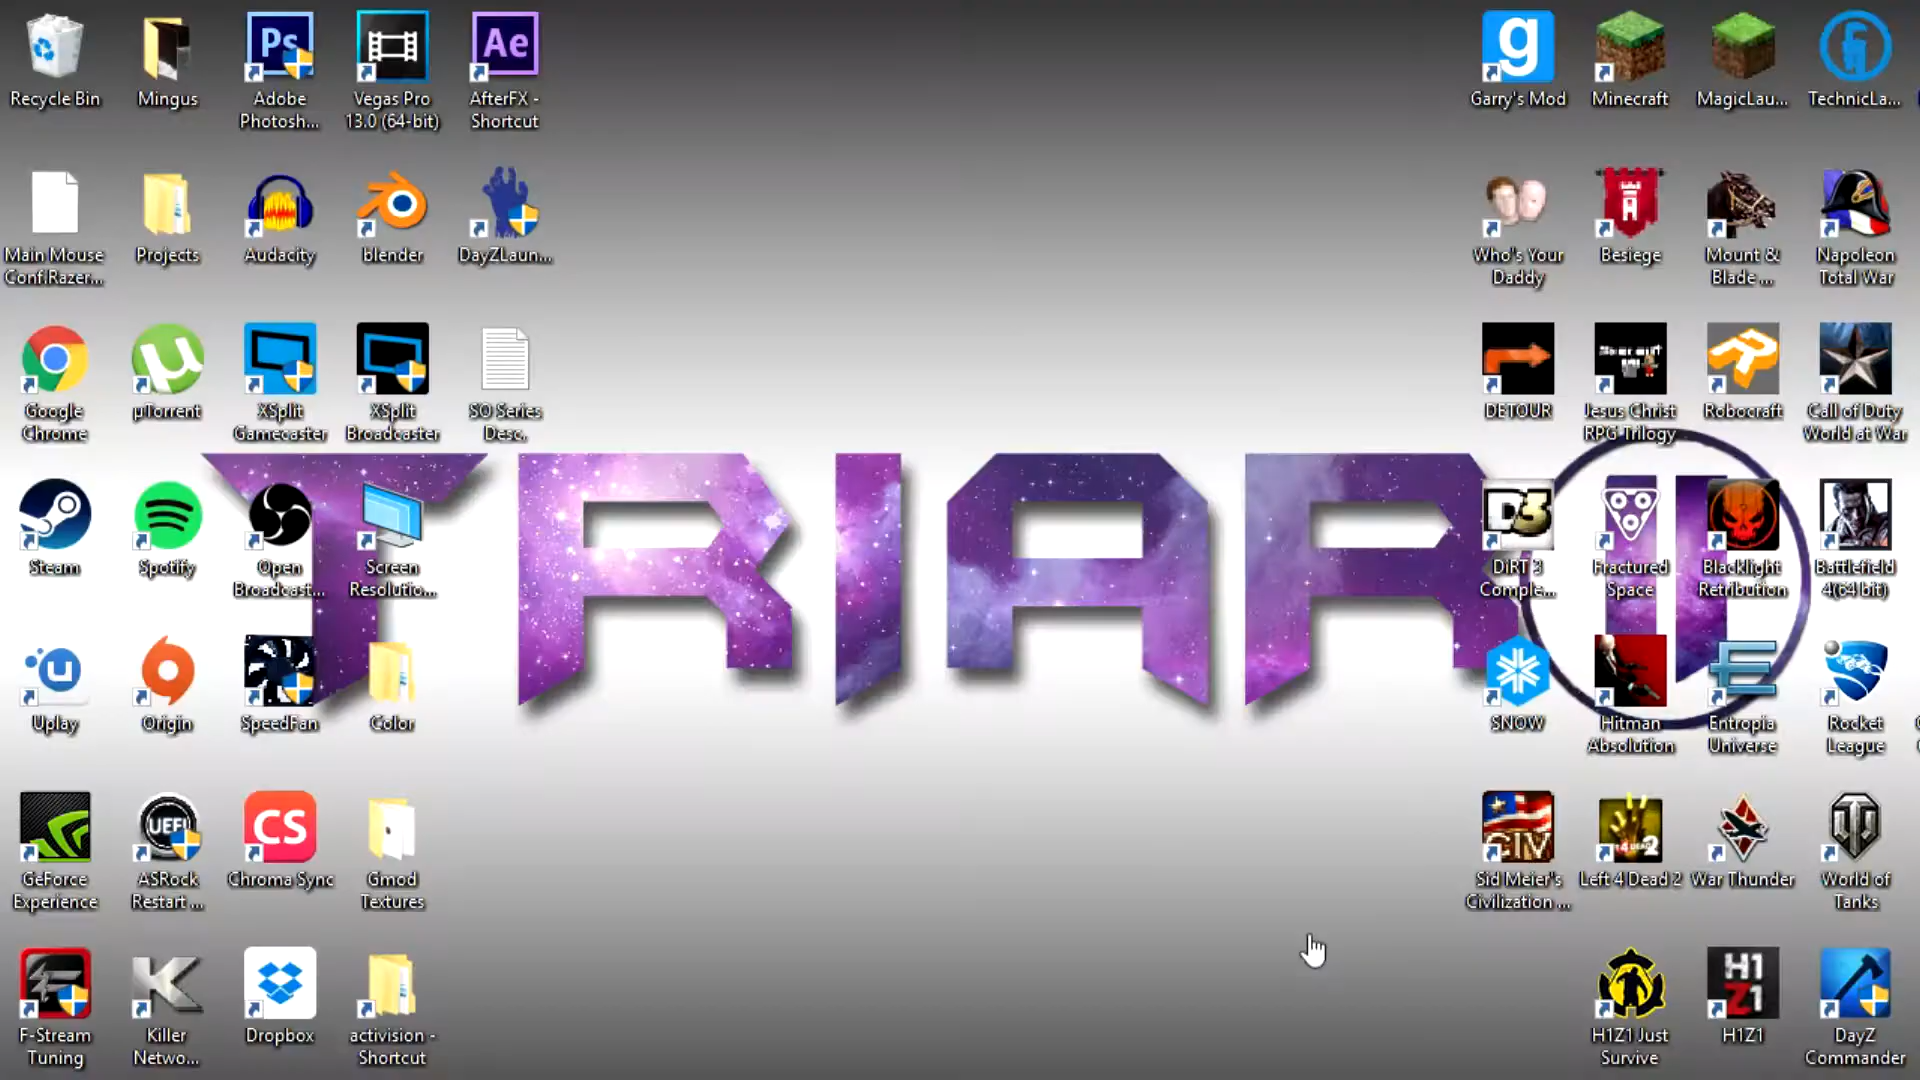 Recycle Bin
Mingus
Adobe
Photosh...
Vegas Pro
13.0 (64-bit)
AfterFX -
Shortcut
Garry's Mod
Minecraft
MagicLau...
TechnicLa...
Main Mouse
Conf.Razer...
Projects
Audacity
blender
DayZLaun...
Who's Your
Daddy
Besiege
Mount &
Blade ...
Napoleon
Total War
Google
Chrome
µTorrent
XSplit
Gamecaster
XSplit
Broadcaster
SO Series
Desc.
DETOUR
Jesus Christ
RPG Trilogy
Robocraft
Call of Duty
World at War
TRIAR
Steam
Spotify
Open
Broadcast...
Screen
Resolutio...
DiRT 3
Comple...
Fractured
Space
Blacklight
Retribution
Battlefield
4(64 bit)
Uplay
Origin
SpeedFan
Color
SNOW
Hitman
Absolution
Entropia
Universe
Rocket
League
GeForce
Experience
ASRock
Restart ...
Chroma Sync
Gmod
Textures
Sid Meier's
Civilization ...
Left 4 Dead 2
War Thunder
World of
Tanks
F-Stream
Tuning
Killer
Netwo...
Dropbox
activision -
Shortcut
H1Z1 Just
Survive
H1Z1
DayZ
Commander